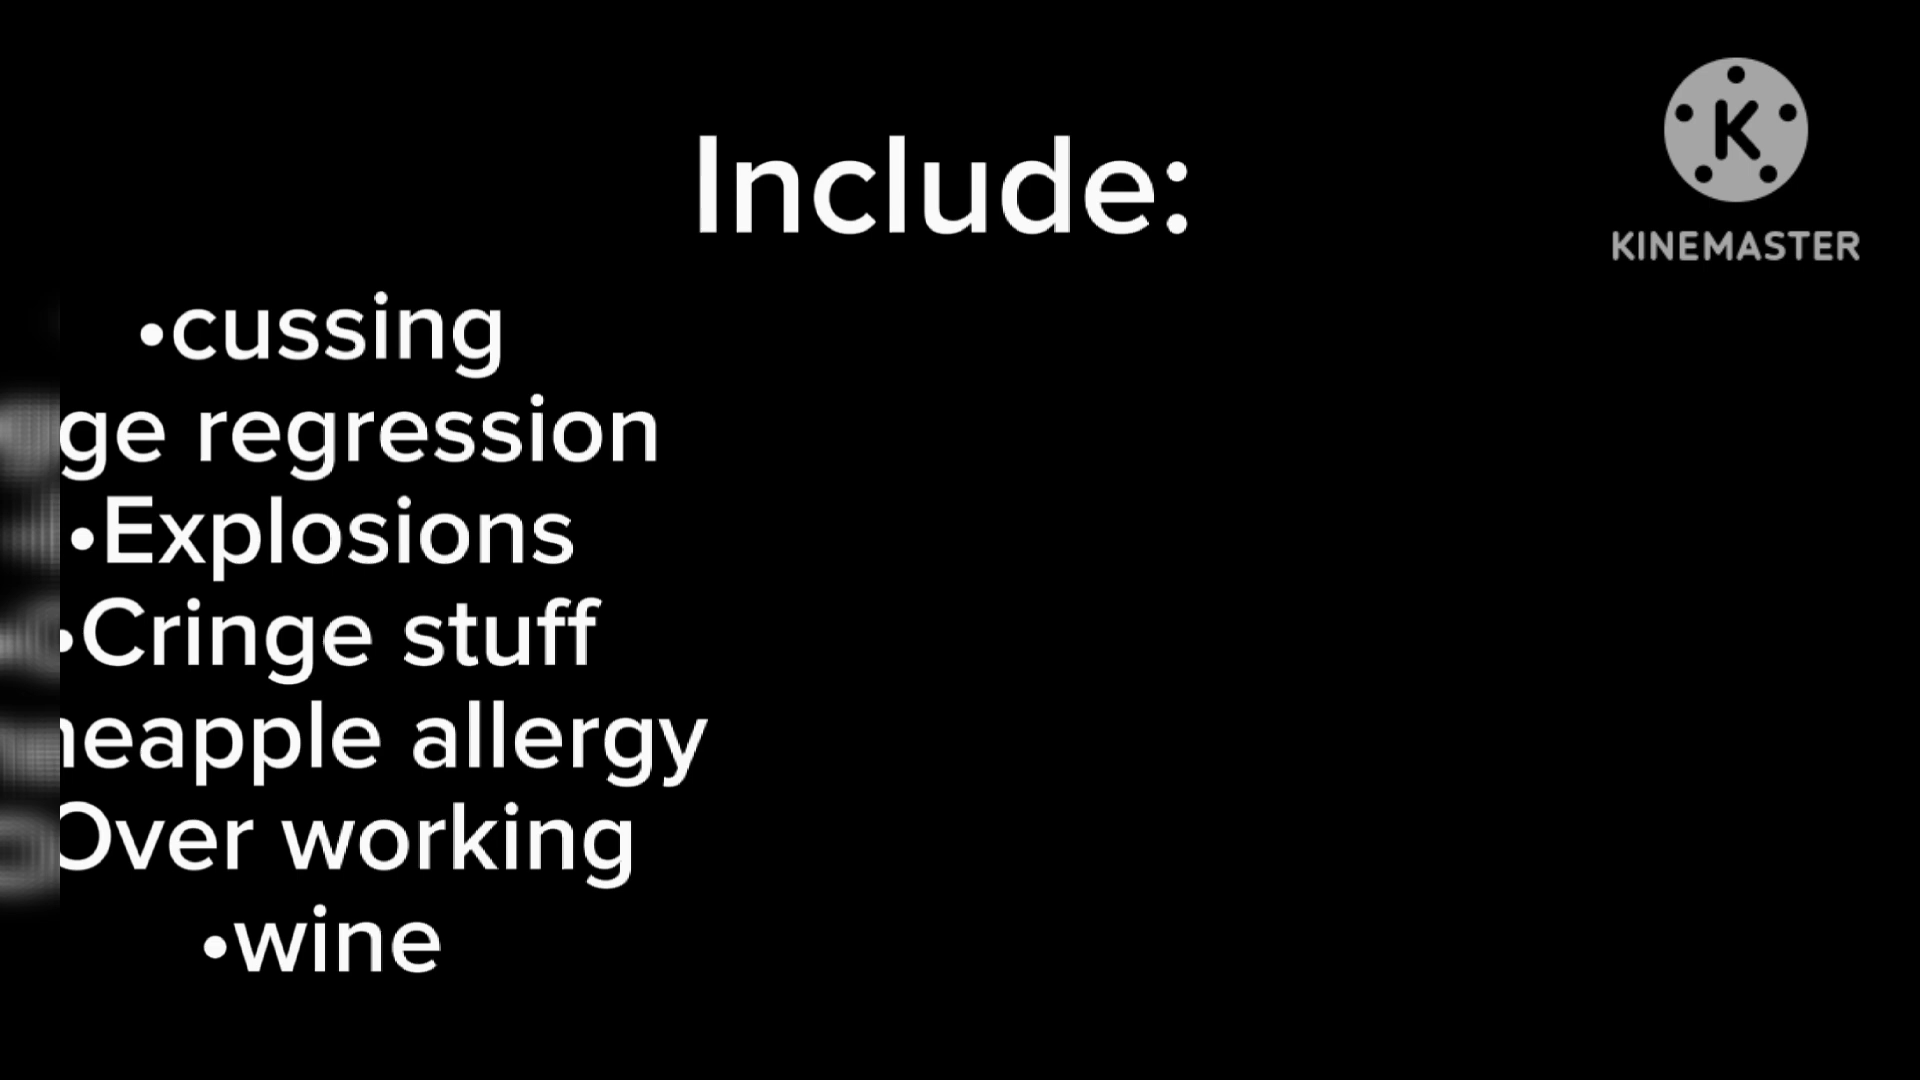 Include:
K
KINEMASTER
•cussing
ge regression
•Explosions
•Cringe stuff
neapple allergy
Over working
•wine